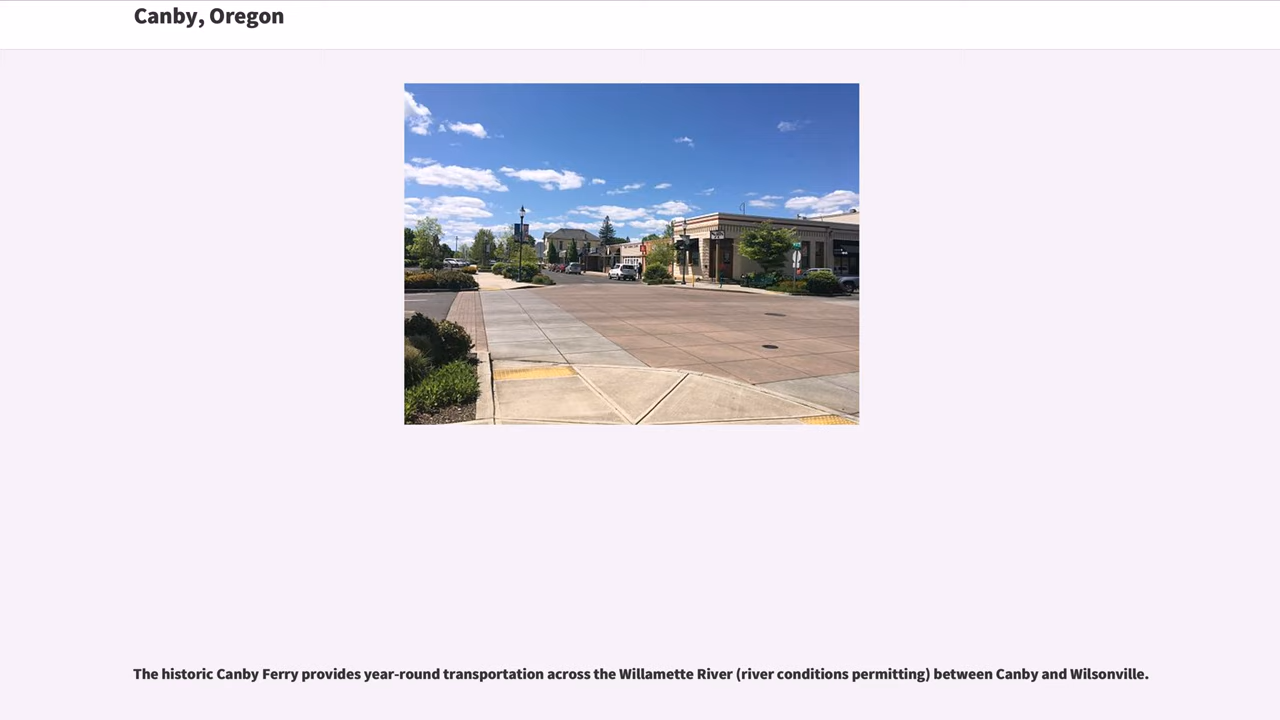 Canby, Oregon
The historic Canby Ferry provides year-round transportation across the Willamette River (river conditions permitting) between Canby and Wilsonville.